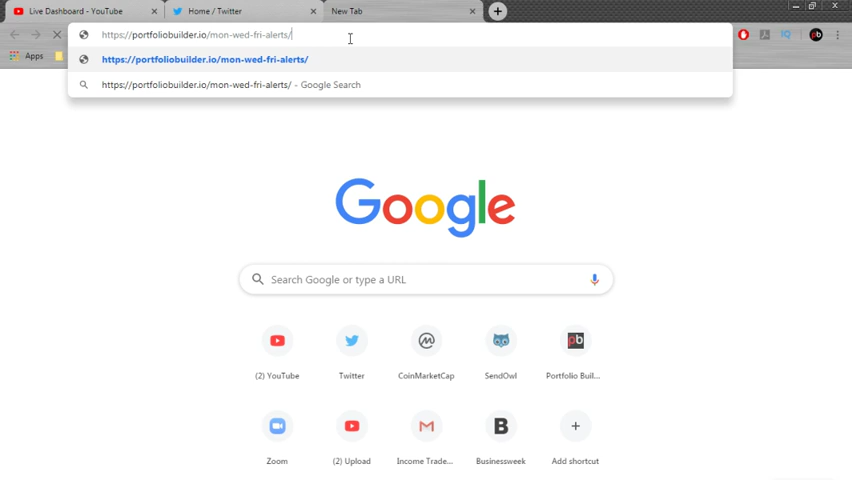 Live Dashboard - YouTube
Home / Twitter
New Tab
https://portfoliobuilder.io/mon-wed-fri-alerts/
pb
Apps
https://portfoliobuilder.io/mon-wed-fri-alerts/
https://portfoliobuilder.io/mon-wed-fri-alerts/ - Google Search
Google
Search Google or type a URL
pb
(2) YouTube
Twitter
CoinMarketCap
SendOwl
Portfolio Buil...
B
Zoom
(2) Upload
Income Trade...
Businessweek
Add shortcut